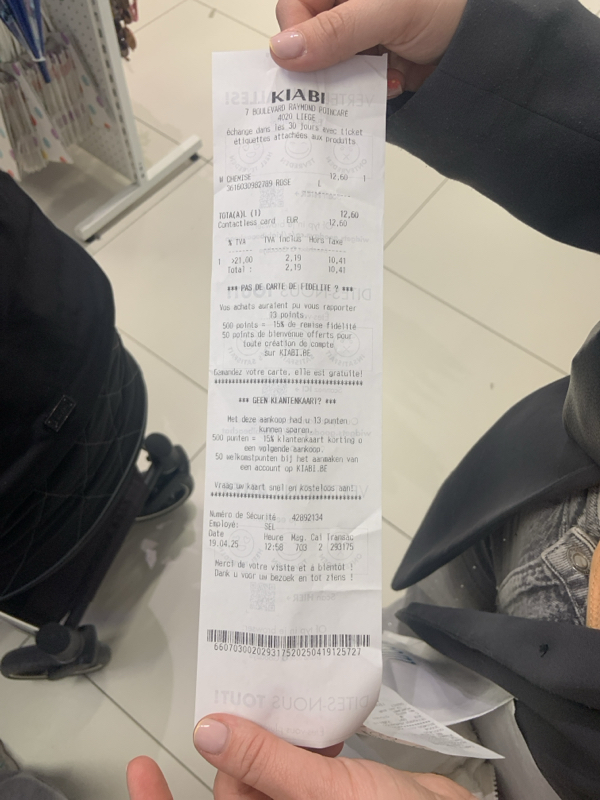 KIABI
7 BOULEVARD RAYMOND POINCARE
4020 LIEGE
échange dans les 30 jours avec ticket
étiquettes attachées aux produits
W CHEMISE 12,60 1
3616030982789 ROSE 1
TOTA(A)L (1) 12,60
Contactless card EUR 12,60
% TVA TVA Inclus Hors Taxe
1 >21,00 2,19 10,41
Total : 2,19 10,41
*** PAS DE CARTE DE FIDELITE ? ***
Vos achats auraient pu vous rapporter
13 points.
500 points = 15% de remise fidélité
50 points de bienvenue offerts pour
toute création de compte.
sur KIABI.BE
Demandez votre carte, elle est gratuite!
*** GEEN KLANTENKAART? ***
Met deze aankoop had u 13 punten
kunnen sparen.
500 punten = 15% klantenkaart korting o
een volgende aankoop.
50 welkomstpunten bij het aanmaken van
een account op KIABI.BE
Vraag uw kaart snel en kosteloos aan!
Numéro de Sécurité 42892134
Employé: SEL
Date Heure Mag. Cai Transac
19.04.25 12:58 703 2 293175
Merci de votre visite et à bientôt !
Dank u voor uw bezoek en tot ziens !
66070300202931752025041912572​7